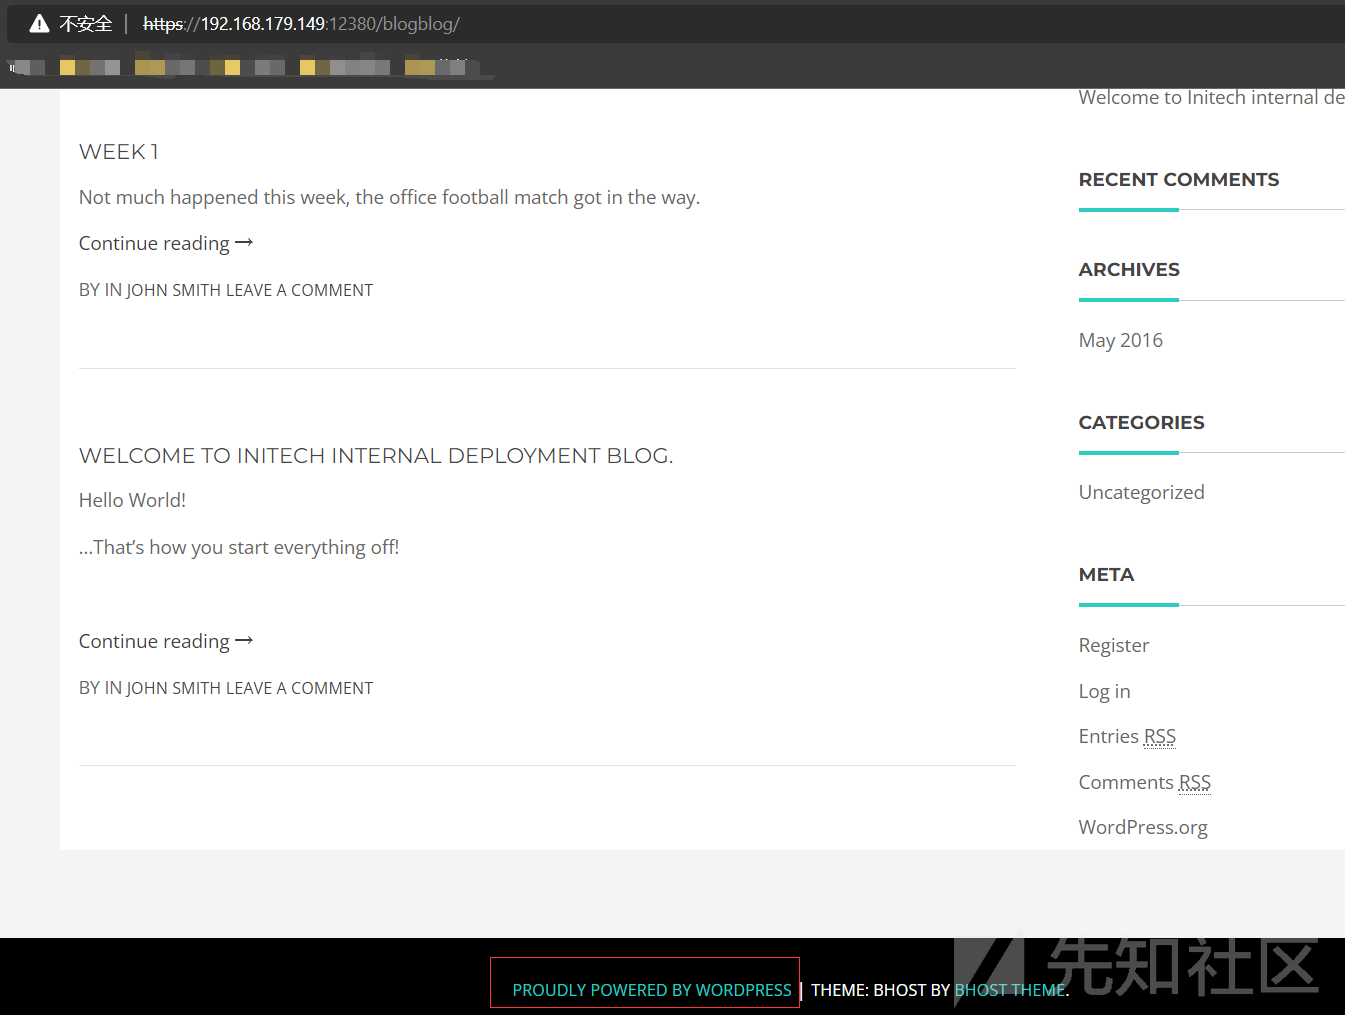 不安全 | https://192.168.179.149:12380/blogblog/
WEEK 1
Not much happened this week, the office football match got in the way.
Continue reading →
BY IN JOHN SMITH LEAVE A COMMENT
WELCOME TO INITECH INTERNAL DEPLOYMENT BLOG.
Hello World!
…That’s how you start everything off!
Continue reading →
BY IN JOHN SMITH LEAVE A COMMENT
Welcome to Initech internal de
RECENT COMMENTS
ARCHIVES
May 2016
CATEGORIES
Uncategorized
META
Register
Log in
Entries RSS
Comments RSS
WordPress.org
PROUDLY POWERED BY WORDPRESS | THEME: BHOST BY BHOST THEME.
先知社区